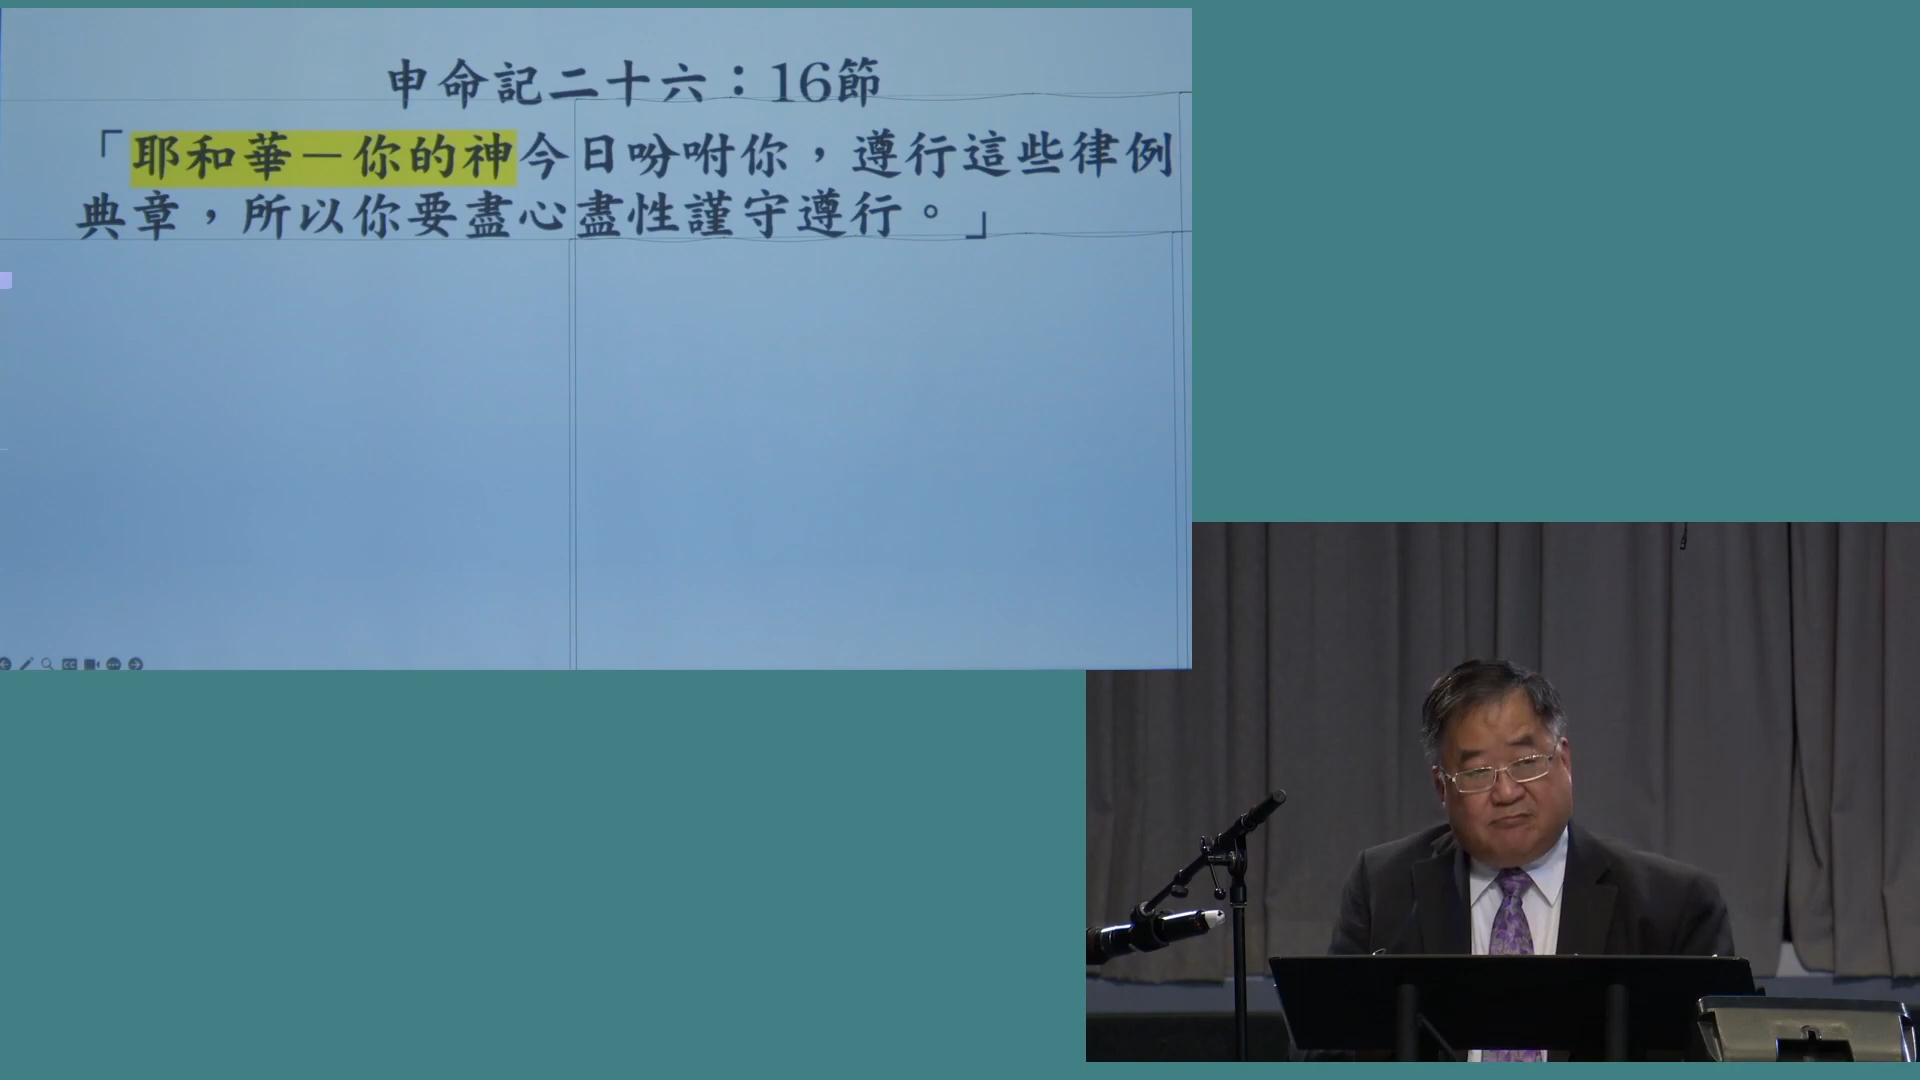 申命記二十六：16節
「耶和華－你的神今日吩咐你，遵行這些律例
典章，所以你要盡心盡性謹守遵行。」